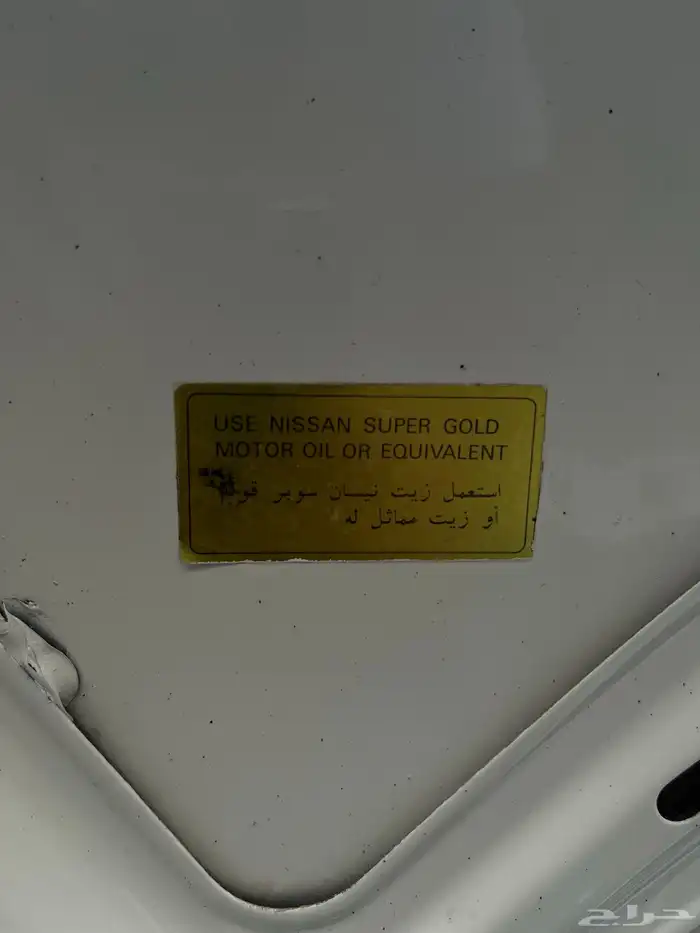 USE NISSAN SUPER GOLD
MOTOR OIL OR EQUIVALENT
استعمل زيت نيسان سوبر
أو زيت مماثل له
حراج